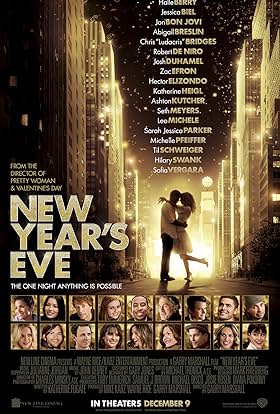 Halle BERRY
Jessica BIEL
Jon BON JOVI
Abigail BRESLIN
Chris "Ludacris" BRIDGES
Robert DE NIRO
Josh DUHAMEL
Zac EFRON
Hector ELIZONDO
Katherine HEIGL
Ashton KUTCHER
Seth MEYERS
Lea MICHELE
Sarah Jessica PARKER
Michelle PFEIFFER
Til SCHWEIGER
Hilary SWANK
Sofia VERGARA
FROM THE
DIRECTOR OF
PRETTY WOMAN
& VALENTINE'S DAY
NEW
YEAR'S
EVE
THE ONE NIGHT ANYTHING IS POSSIBLE
NEW LINE CINEMA
IN THEATERS DECEMBER 9